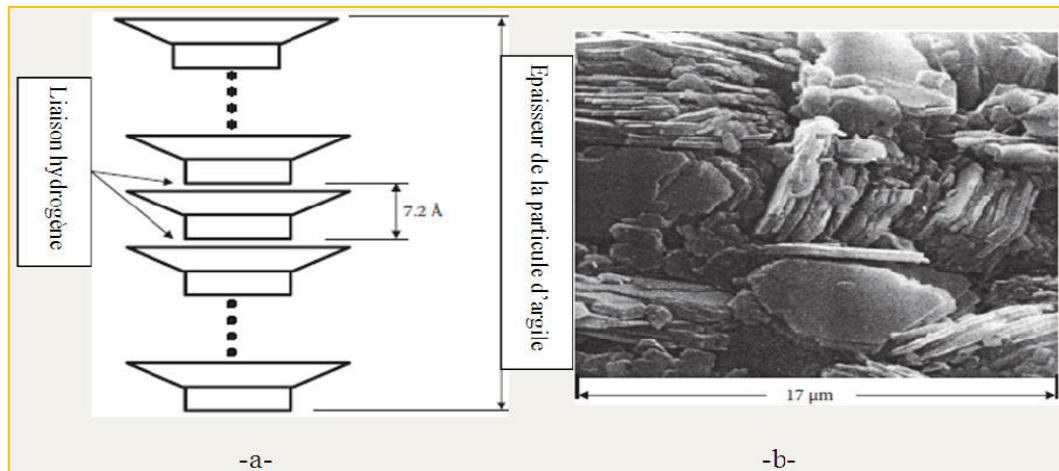 Liaison hydrogène
7.2 Å
Epaisseur de la particule d'argile
17 µm
-a-
-b-